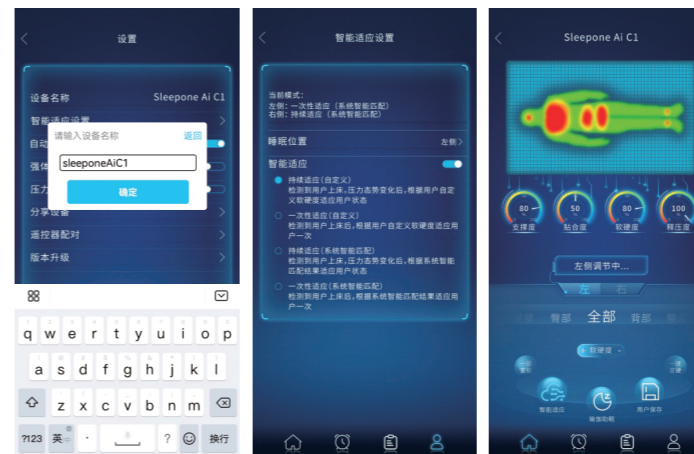 设置
设备名称 Sleepone Ai C1
智能适应设置
自动
强体
压力
分享设备
遥控器配对
版本升级
请输入设备名称 返回
sleeponeAiC1
确定
q w e r t y u i o p
a s d f g h j k l
z x c v b n m
?123 英 · ? 换行
智能适应设置
当前模式:
左侧: 一次性适应 (系统智能匹配)
右侧: 持续适应 (系统智能匹配)
睡眠位置 左侧
智能适应
持续适应(自定义)
检测到用户上床,压力态势变化后,根据用户自定
义软硬度适应用户状态
一次性适应(自定义)
检测到用户上床后,根据用户自定义软硬度适应用
户一次
持续适应(系统智能匹配)
检测到用户上床,压力态势变化后,根据系统智能
匹配结果适应用户状态
一次性适应(系统智能匹配)
检测到用户上床后,根据系统智能匹配结果适应用
户一次
Sleepone Ai C1
80 50 80 100
支撑度 贴合度 软硬度 释压度
左侧调节中...
左 右
臀部 全部 背部
+ 软硬度 -
智能适应 瑜伽助眠 用户保存